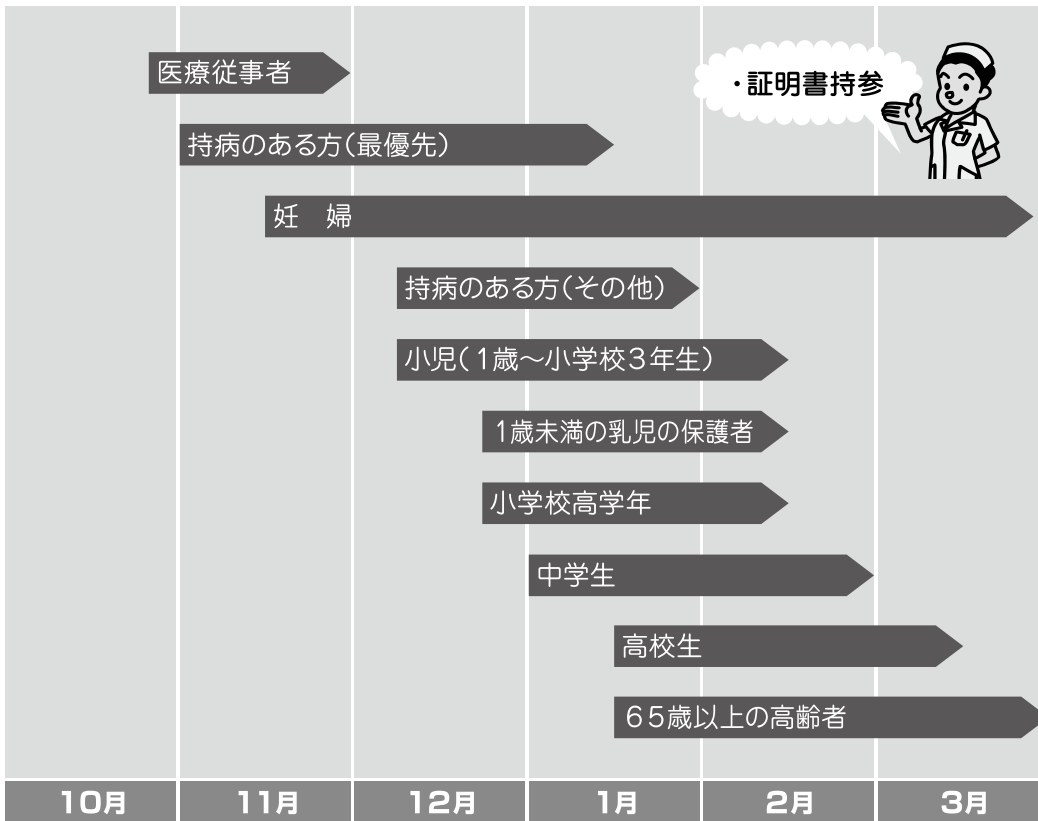 医療従事者
・証明書持参
持病のある方(最優先)
妊　婦
持病のある方(その他)
小児(1歳〜小学校3年生)
1歳未満の乳児の保護者
小学校高学年
中学生
高校生
65歳以上の高齢者
10月 11月 12月 1月 2月 3月